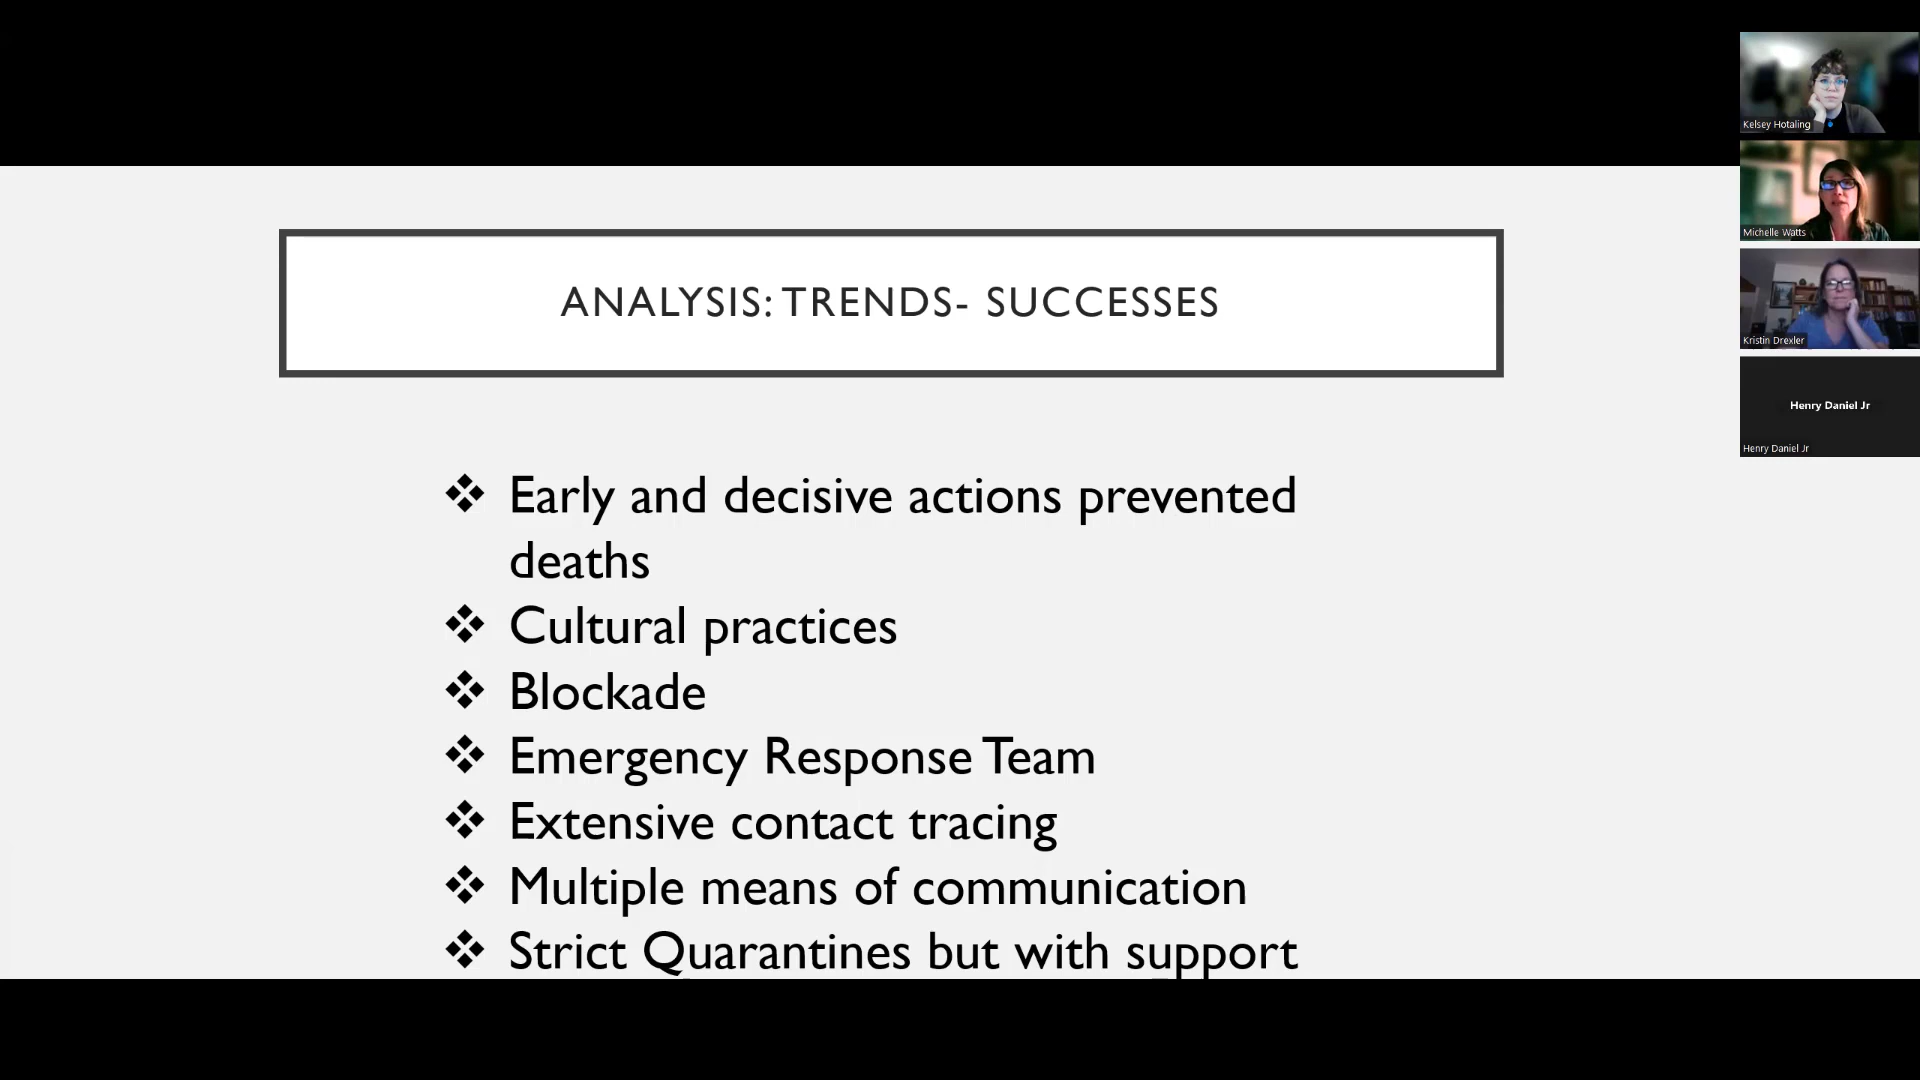 ANALYSIS: TRENDS- SUCCESSES
❖ Early and decisive actions prevented
deaths
❖ Cultural practices
❖ Blockade
❖ Emergency Response Team
❖ Extensive contact tracing
❖ Multiple means of communication
❖ Strict Quarantines but with support
Kelsey Hotaling
Michelle Watts
Kristin Drexler
Henry Daniel Jr
Henry Daniel Jr